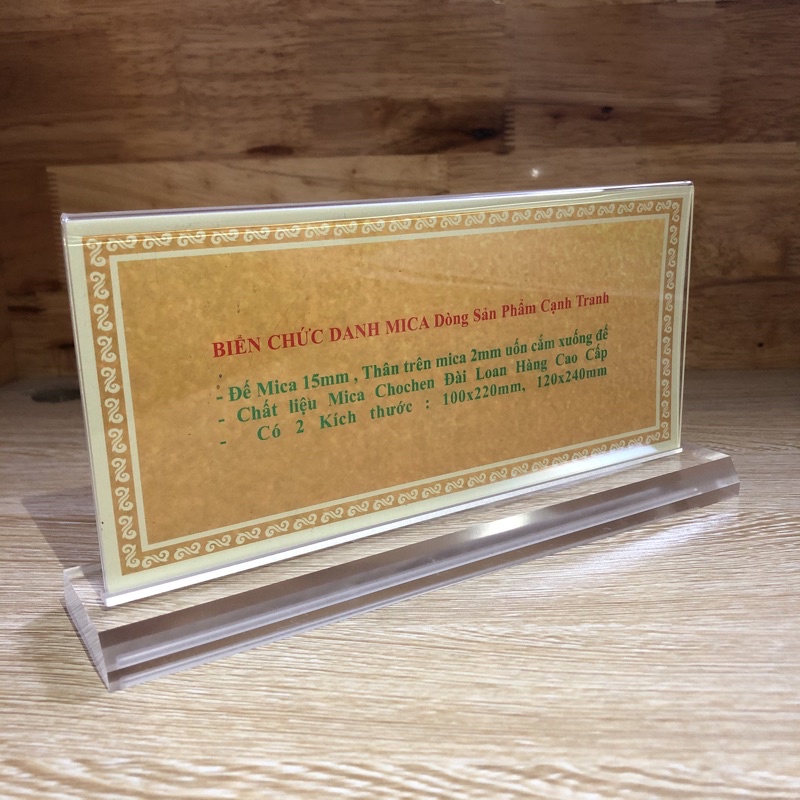 BIỂN CHỨC DANH MICA Dòng Sản Phẩm Cạnh Tranh
- Đế Mica 15mm , Thân trên mica 2mm uốn cắm xuống đế
- Chất liệu Mica Chochen Đài Loan Hàng Cao Cấp
- Có 2 Kích thước : 100x220mm, 120x240mm